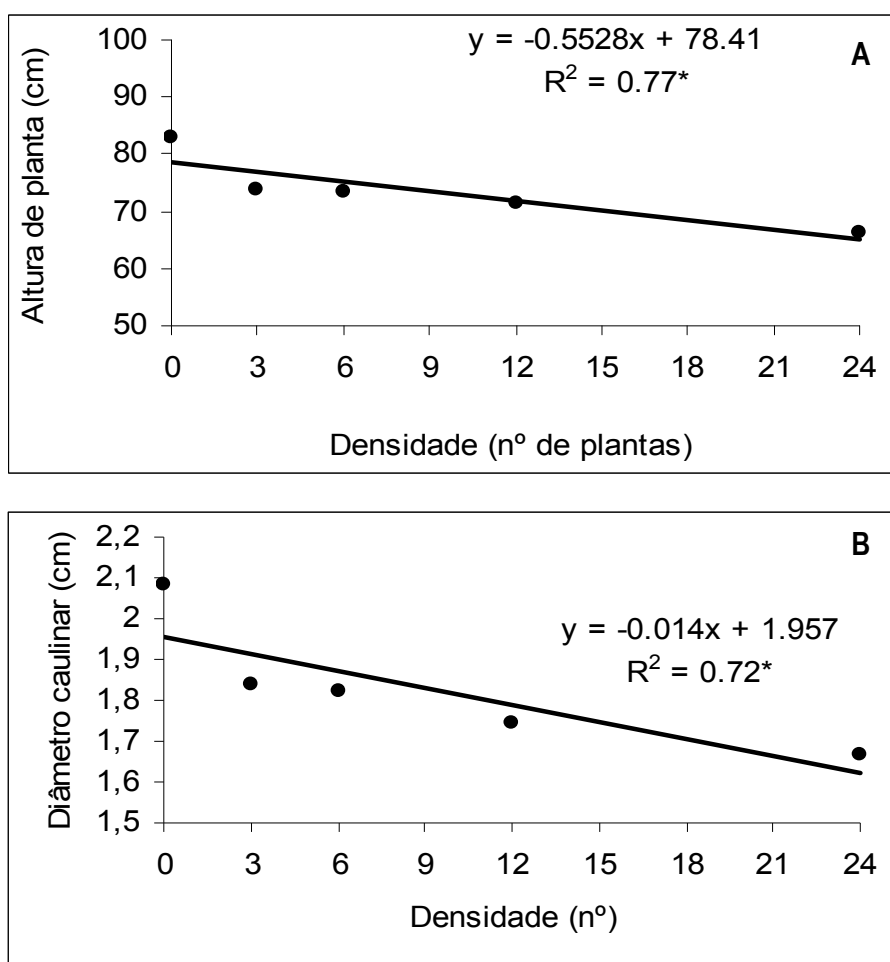 y = -0.5528x + 78.41
R² = 0.77*
A
Altura de planta (cm)
100
90
80
70
60
50
0 3 6 9 12 15 18 21 24
Densidade (nº de plantas)
B
Diâmetro caulinar (cm)
2,2
2,1
2
1,9
1,8
1,7
1,6
1,5
y = -0.014x + 1.957
R² = 0.72*
0 3 6 9 12 15 18 21 24
Densidade (nº)